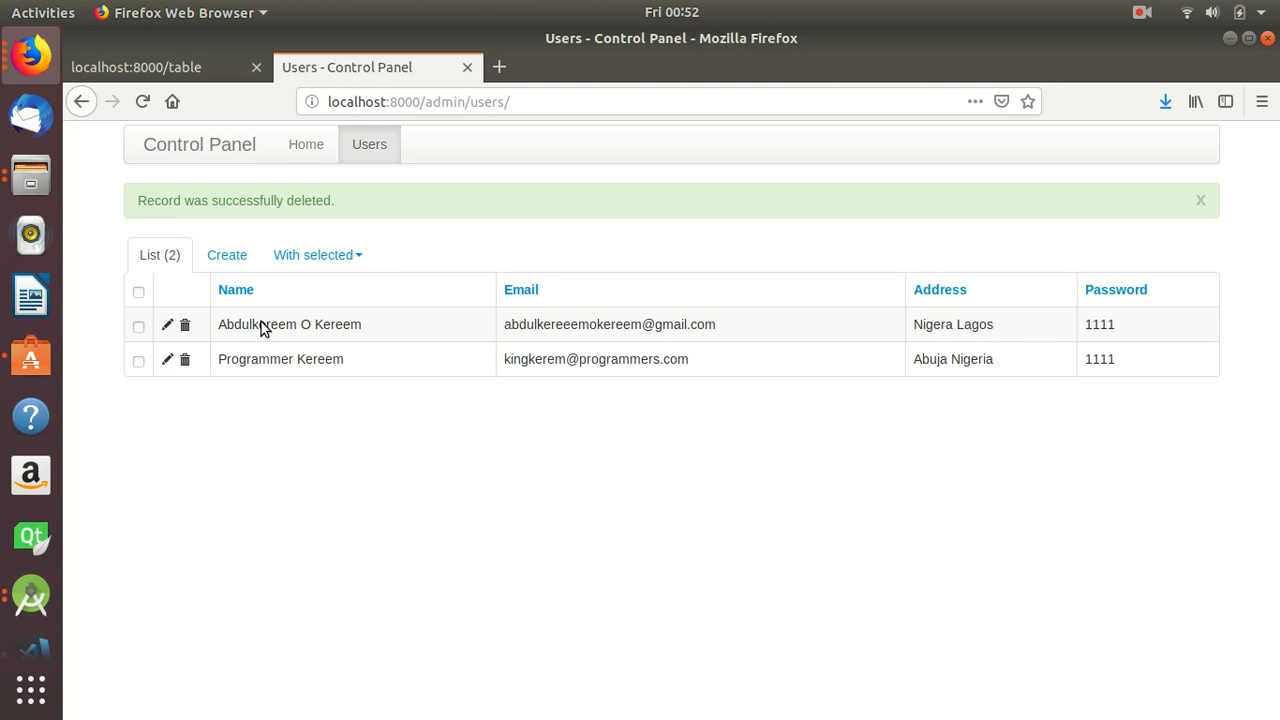 Activities Firefox Web Browser Fri 00:52
Users - Control Panel - Mozilla Firefox
localhost:8000/table Users - Control Panel
localhost:8000/admin/users/
Control Panel Home Users
Record was successfully deleted. x
List (2) Create With selected
Name Email Address Password
Abdulkereem O Kereem abdulkereeemokereem@gmail.com Nigera Lagos 1111
Programmer Kereem kingkerem@programmers.com Abuja Nigeria 1111
?
a
Qt